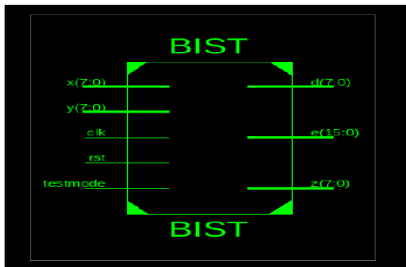 BIST
x(7:0) d(7:0)
y(7:0)
clk e(15:0)
rst
testmode z(7:0)
BIST